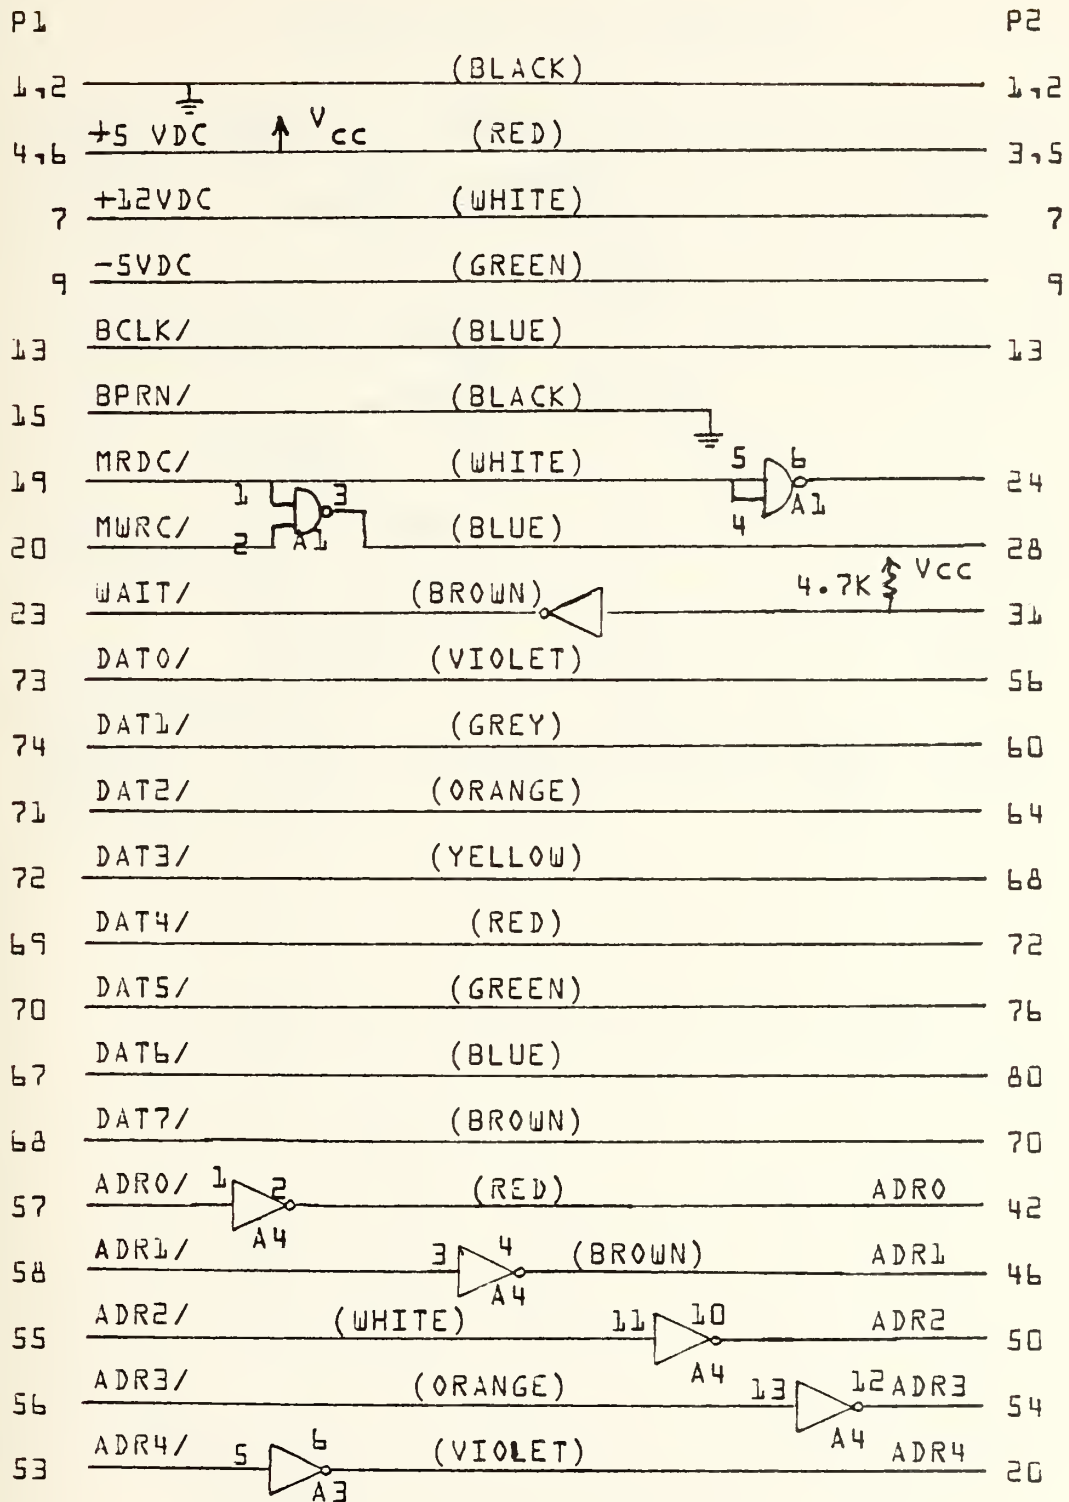 P1 P2
1,2 (BLACK) 1,2
4,6 +5 VDC VCC (RED) 3,5
7 +12VDC (WHITE) 7
9 -5VDC (GREEN) 9
13 BCLK/ (BLUE) 13
15 BPRN/ (BLACK)
19 MRDC/ (WHITE) 5 6 24
1 3 4 A1
20 MWRC/ 2 A1 (BLUE) 28
23 WAIT/ (BROWN) 4.7K VCC 31
73 DAT0/ (VIOLET) 56
74 DAT1/ (GREY) 60
71 DAT2/ (ORANGE) 64
72 DAT3/ (YELLOW) 68
69 DAT4/ (RED) 72
70 DAT5/ (GREEN) 76
67 DAT6/ (BLUE) 80
68 DAT7/ (BROWN) 70
57 ADR0/ 1 2 A4 (RED) ADR0 42
58 ADR1/ 3 4 A4 (BROWN) ADR1 46
55 ADR2/ (WHITE) 11 10 A4 ADR2 50
56 ADR3/ (ORANGE) 13 12 A4 ADR3 54
53 ADR4/ 5 6 A3 (VIOLET) ADR4 20